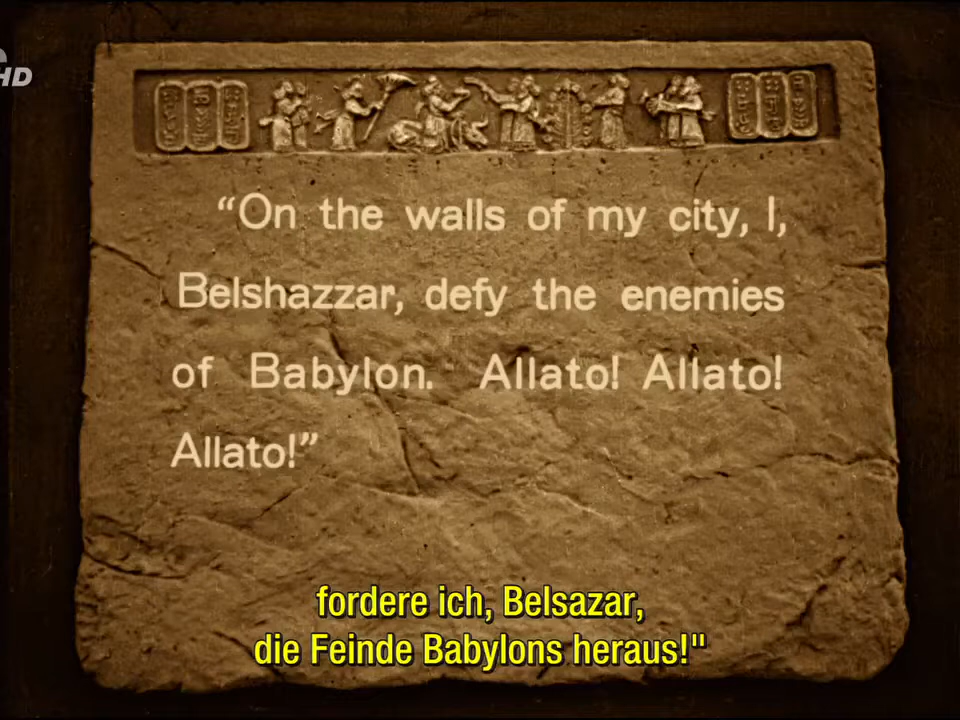 HD
“On the walls of my city, I,
Belshazzar, defy the enemies
of Babylon. Allato! Allato!
Allato!”
fordere ich, Belsazar,
die Feinde Babylons heraus!"